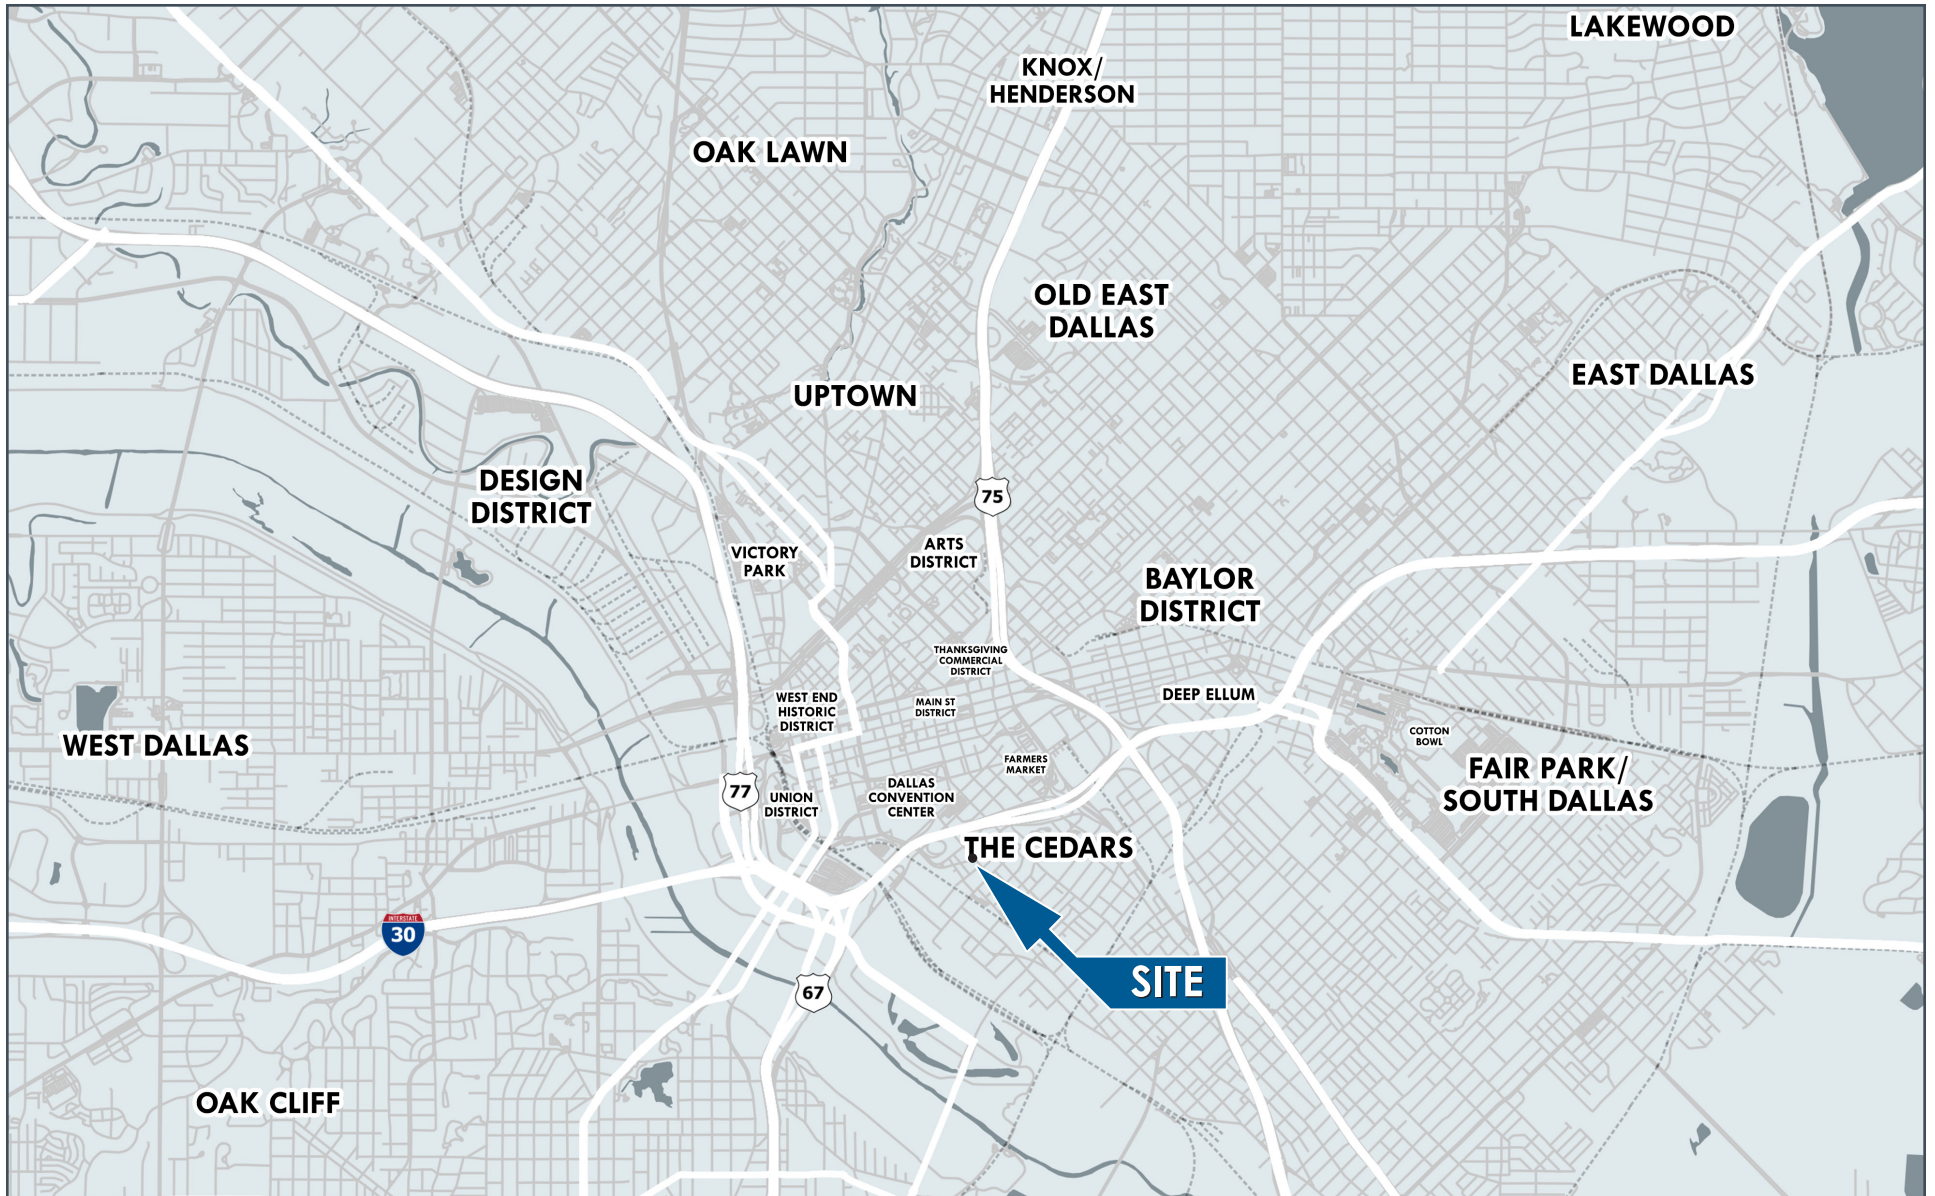 LAKEWOOD
KNOX/
HENDERSON
OAK LAWN
OLD EAST
DALLAS
EAST DALLAS
UPTOWN
DESIGN
DISTRICT
75
VICTORY
PARK
ARTS
DISTRICT
BAYLOR
DISTRICT
THANKSGIVING
COMMERCIAL
DISTRICT
WEST END
HISTORIC
DISTRICT
MAIN ST
DISTRICT
DEEP ELLUM
COTTON
BOWL
WEST DALLAS
FARMERS
MARKET
FAIR PARK/
SOUTH DALLAS
77
UNION
DISTRICT
DALLAS
CONVENTION
CENTER
THE CEDARS
INTERSTATE
30
SITE
67
OAK CLIFF